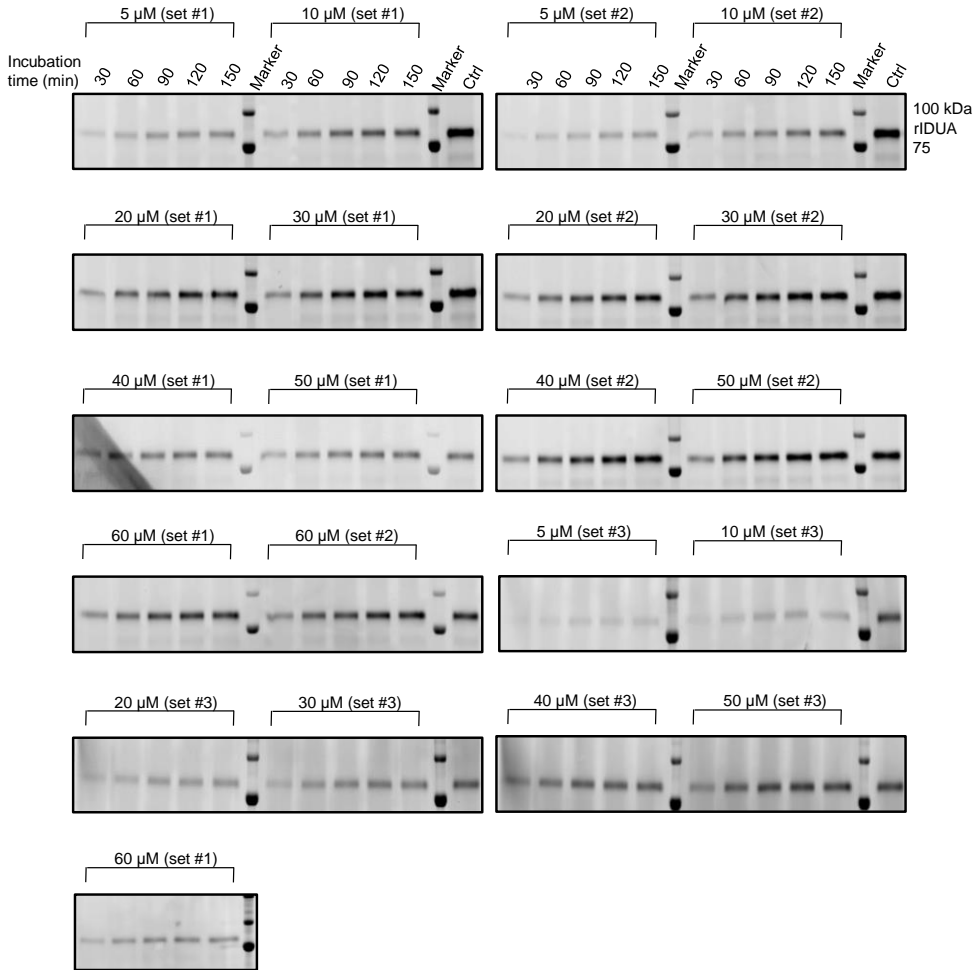 5 µM (set #1)
10 µM (set #1)
5 µM (set #2)
10 µM (set #2)
Incubation
time (min)
30
60
90
120
150
Marker
30
60
90
120
150
Marker
Ctrl
30
60
90
120
150
Marker
30
60
90
120
150
Marker
Ctrl
100 kDa
rIDUA
75
20 µM (set #1)
30 µM (set #1)
20 µM (set #2)
30 µM (set #2)
40 µM (set #1)
50 µM (set #1)
40 µM (set #2)
50 µM (set #2)
60 µM (set #1)
60 µM (set #2)
5 µM (set #3)
10 µM (set #3)
20 µM (set #3)
30 µM (set #3)
40 µM (set #3)
50 µM (set #3)
60 µM (set #1)